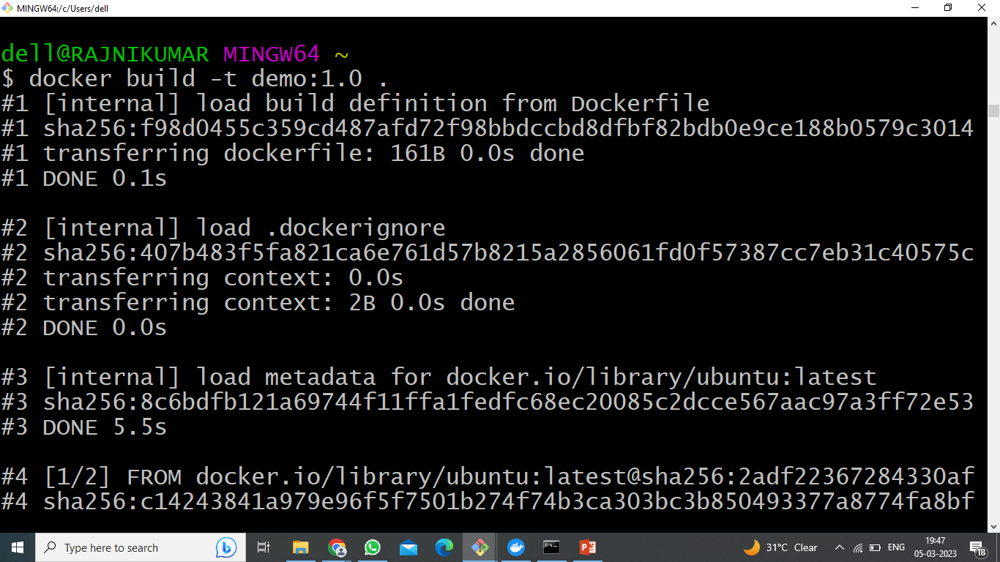 MINGW64:/c/Users/dell
dell@RAJNIKUMAR MINGW64 ~
$ docker build -t demo:1.0 .
#1 [internal] load build definition from Dockerfile
#1 sha256:f98d0455c359cd487afd72f98bbdccbd8dfbf82bdb0e9ce188b0579c3014
#1 transferring dockerfile: 161B 0.0s done
#1 DONE 0.1s
#2 [internal] load .dockerignore
#2 sha256:407b483f5fa821ca6e761d57b8215a2856061fd0f57387cc7eb31c40575c
#2 transferring context: 0.0s
#2 transferring context: 2B 0.0s done
#2 DONE 0.0s
#3 [internal] load metadata for docker.io/library/ubuntu:latest
#3 sha256:8c6bdfb121a69744f11ffa1fedfc68ec20085c2dcce567aac97a3ff72e53
#3 DONE 5.5s
#4 [1/2] FROM docker.io/library/ubuntu:latest@sha256:2adf22367284330af
#4 sha256:c14243841a979e96f5f7501b274f74b3ca303bc3b850493377a8774fa8bf
Type here to search
31°C Clear
ENG
19:47
05-03-2023
18